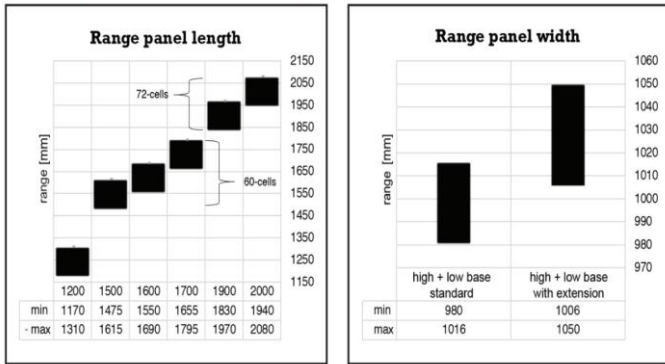 Range panel length
2150
2050
1950
1850
1750
1650
1550
1450
1350
1250
1150
range [mm]
72-cells
60-cells
1200 1500 1600 1700 1900 2000
min 1170 1475 1550 1655 1830 1940
- max 1310 1615 1690 1795 1970 2080
Range panel width
1060
1050
1040
1030
1020
1010
1000
990
980
970
range [mm]
high + low base standard
high + low base with extension
min 980 1006
max 1016 1050